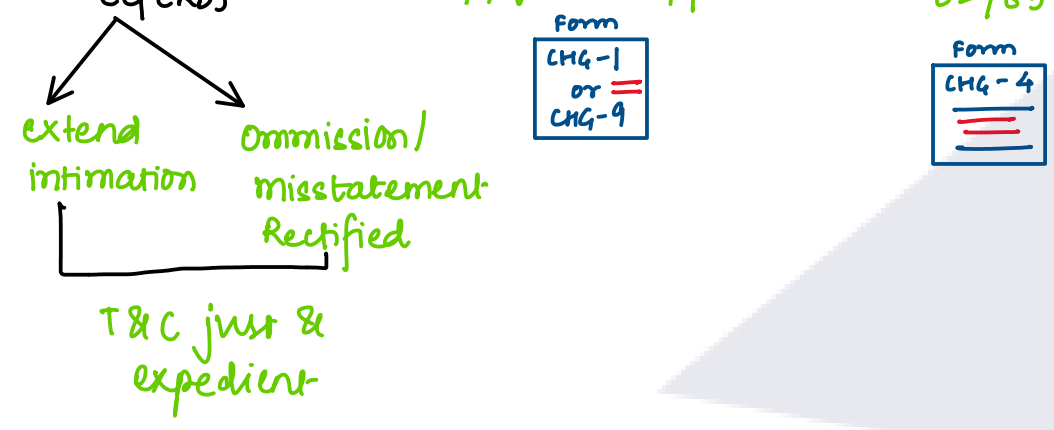 Form
CHG-1
or
CHG-9
Form
CHG-4
extend
intimation
Ommission/
misstatement
Rectified
T&C just &
expedient